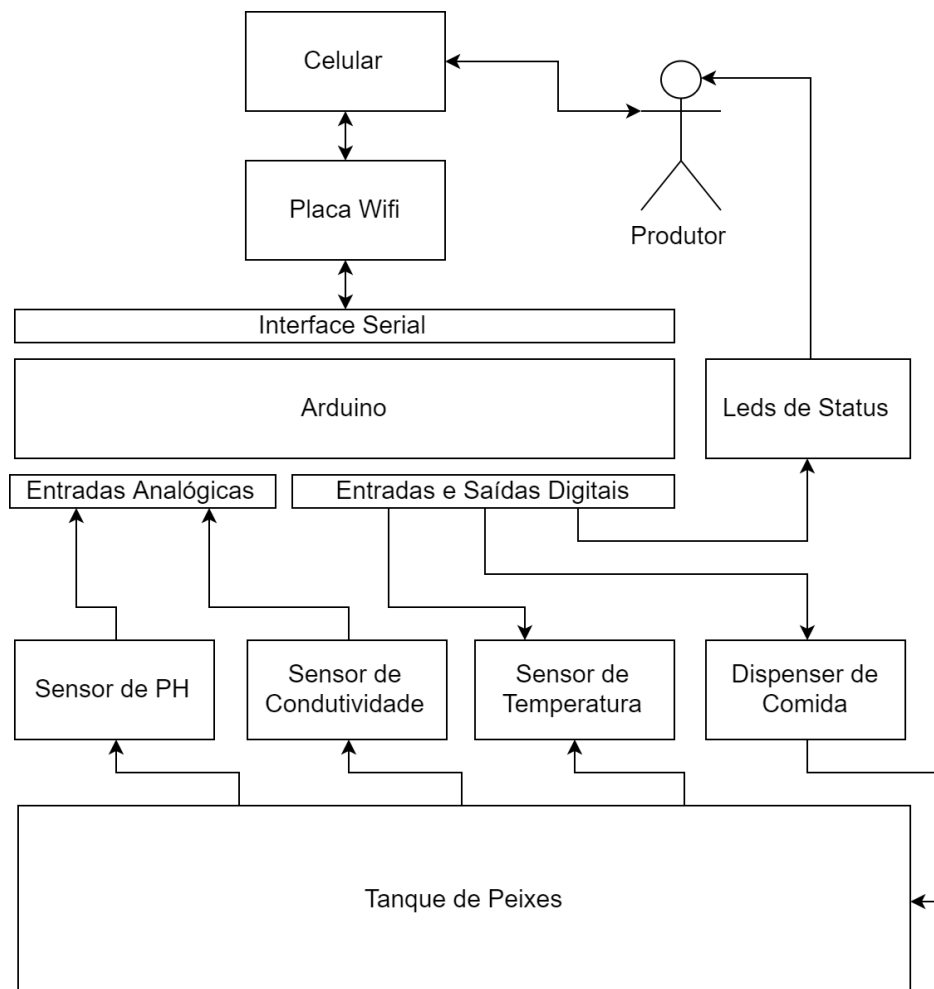 Celular
Placa Wifi
Produtor
Interface Serial
Arduino
Leds de Status
Entradas Analógicas
Entradas e Saídas Digitais
Sensor de PH
Sensor de
Condutividade
Sensor de
Temperatura
Dispenser de
Comida
Tanque de Peixes